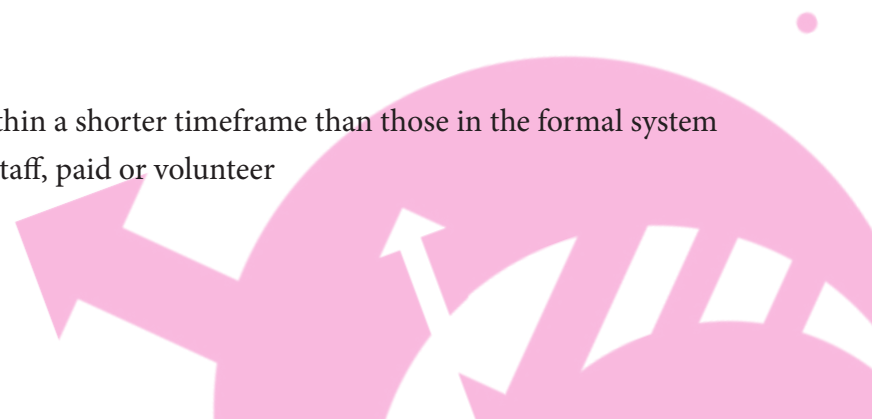 thin a shorter timeframe than those in the formal system
taff, paid or volunteer